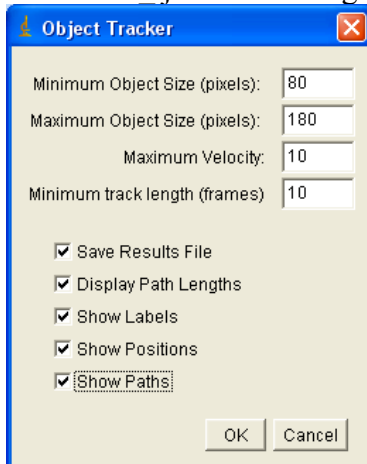 Object Tracker
Minimum Object Size (pixels): 80
Maximum Object Size (pixels): 180
Maximum Velocity: 10
Minimum track length (frames) 10
Save Results File
Display Path Lengths
Show Labels
Show Positions
Show Paths
OK Cancel